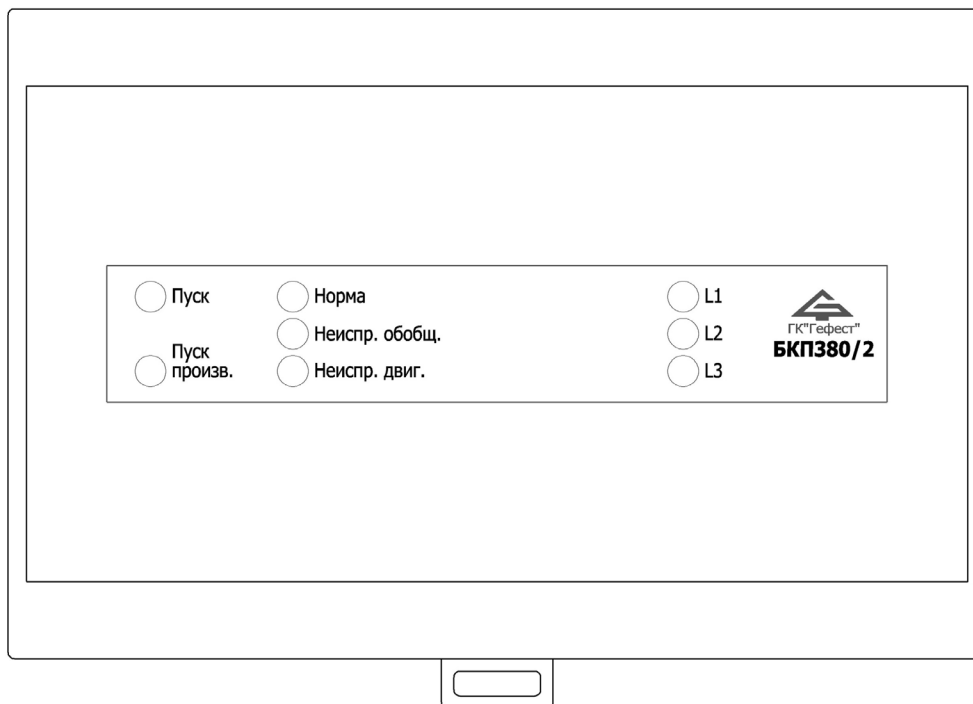 Пуск
Пуск
произв.
Норма
Неиспр. обобщ.
Неиспр. двиг.
L1
L2
L3
ГК"Гефест"
БКП380/2